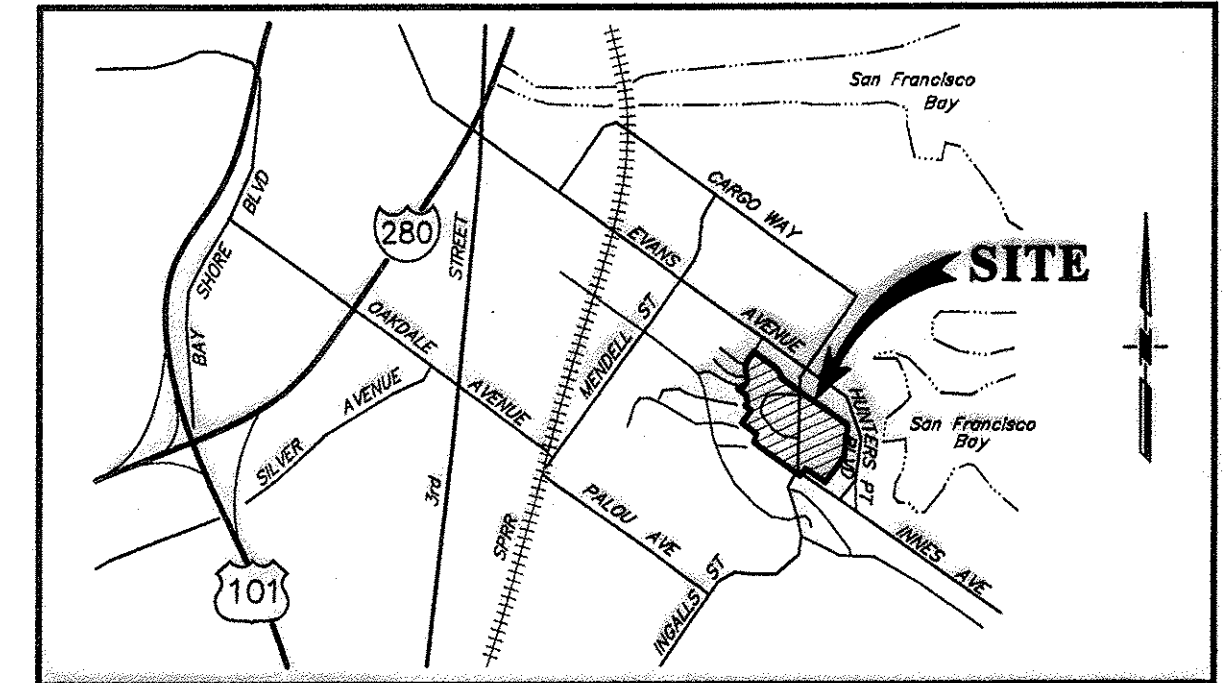 San Francisco
Bay
CARGO WAY
BAY SHORE BLVD
280
STREET
EVANS
AVENUE
SITE
OAKDALE
AVENUE
MENDELL ST
SILVER AVENUE
HUNTERS PT
BLVD
San Francisco
Bay
3rd
SPRR
PALOU AVE
INNES AVE
101
INGALLS ST